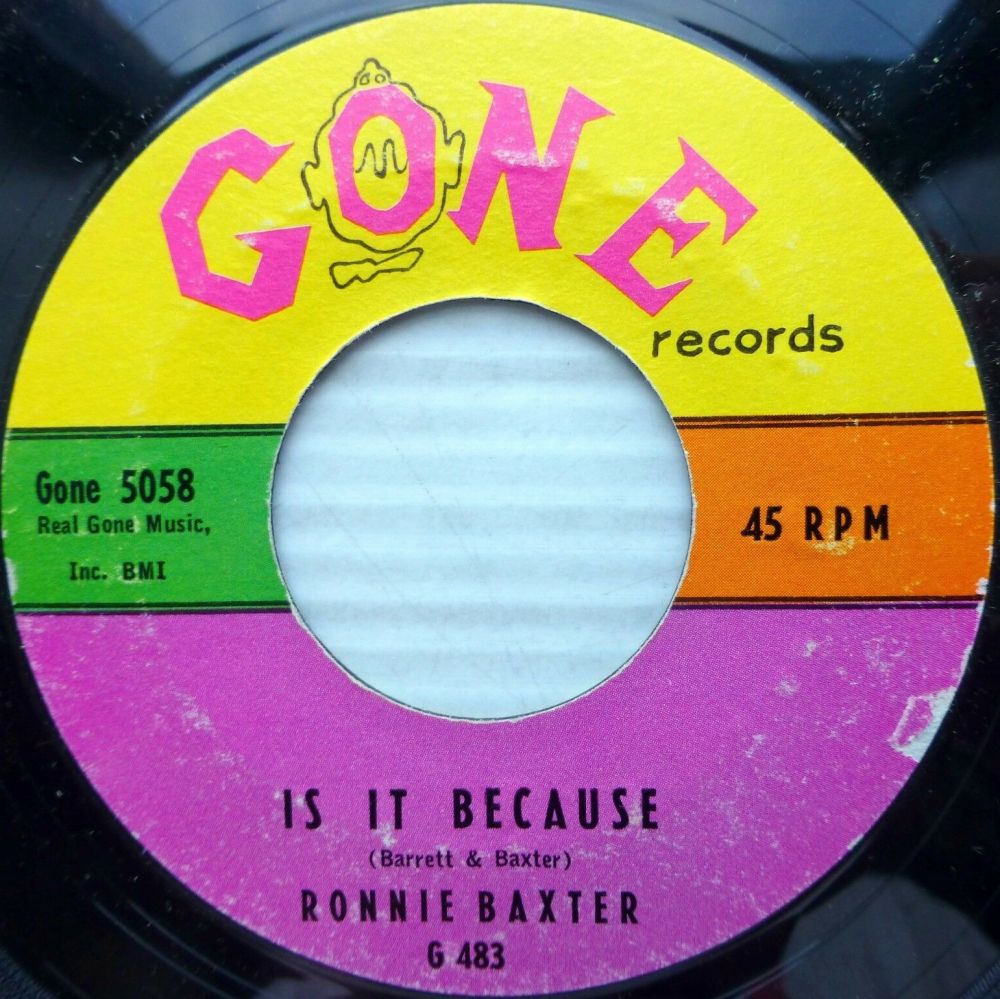 GONE
records
Gone 5058
Real Gone Music,
Inc. BMI
45 RPM
IS IT BECAUSE
(Barrett & Baxter)
RONNIE BAXTER
G 483